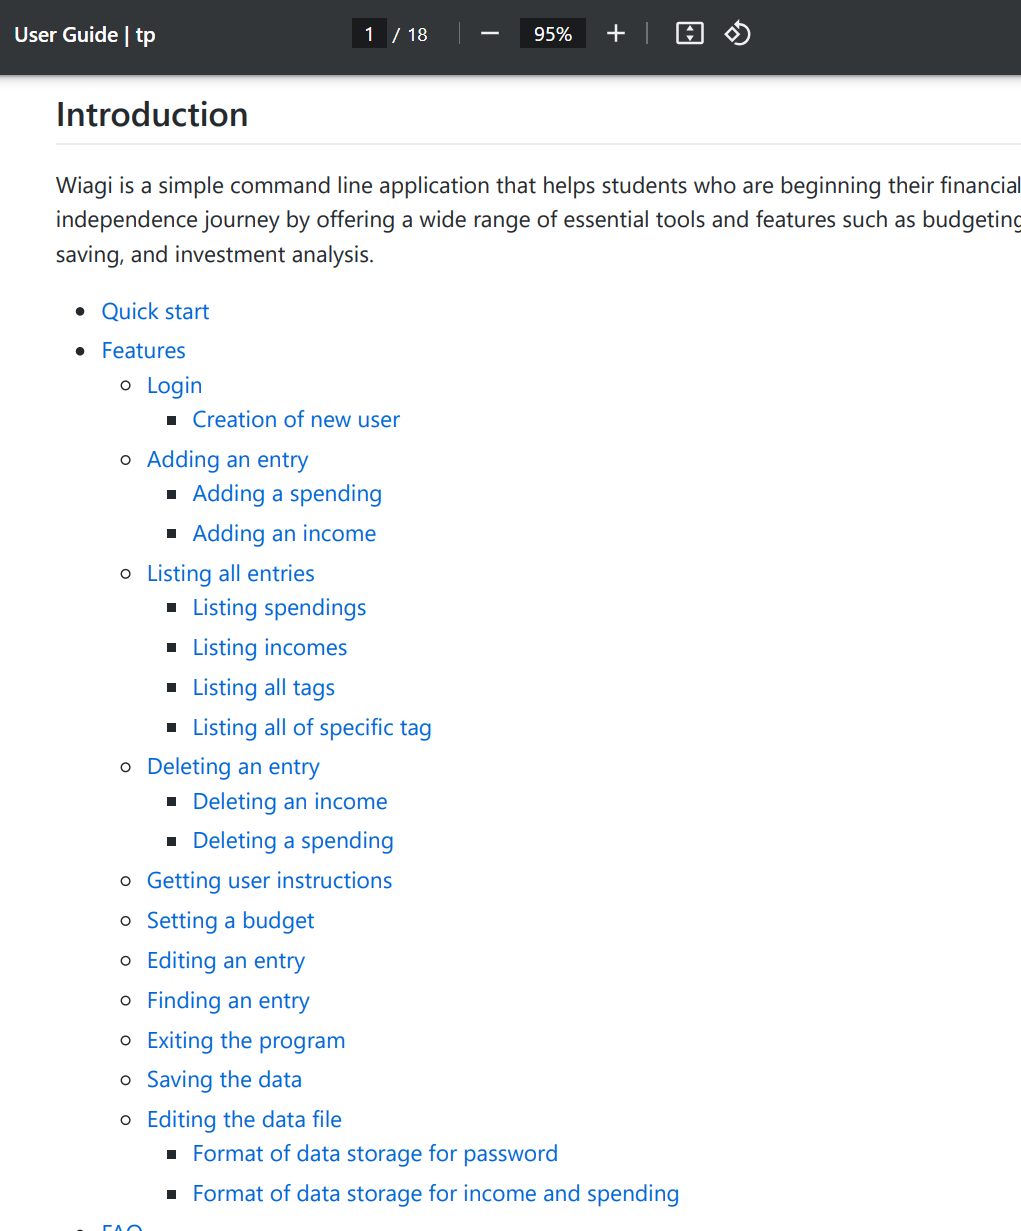 User Guide | tp
1 / 18
95%
Introduction
Wiagi is a simple command line application that helps students who are beginning their financial
independence journey by offering a wide range of essential tools and features such as budgeting
saving, and investment analysis.
Quick start
Features
Login
Creation of new user
Adding an entry
Adding a spending
Adding an income
Listing all entries
Listing spendings
Listing incomes
Listing all tags
Listing all of specific tag
Deleting an entry
Deleting an income
Deleting a spending
Getting user instructions
Setting a budget
Editing an entry
Finding an entry
Exiting the program
Saving the data
Editing the data file
Format of data storage for password
Format of data storage for income and spending
FAQ